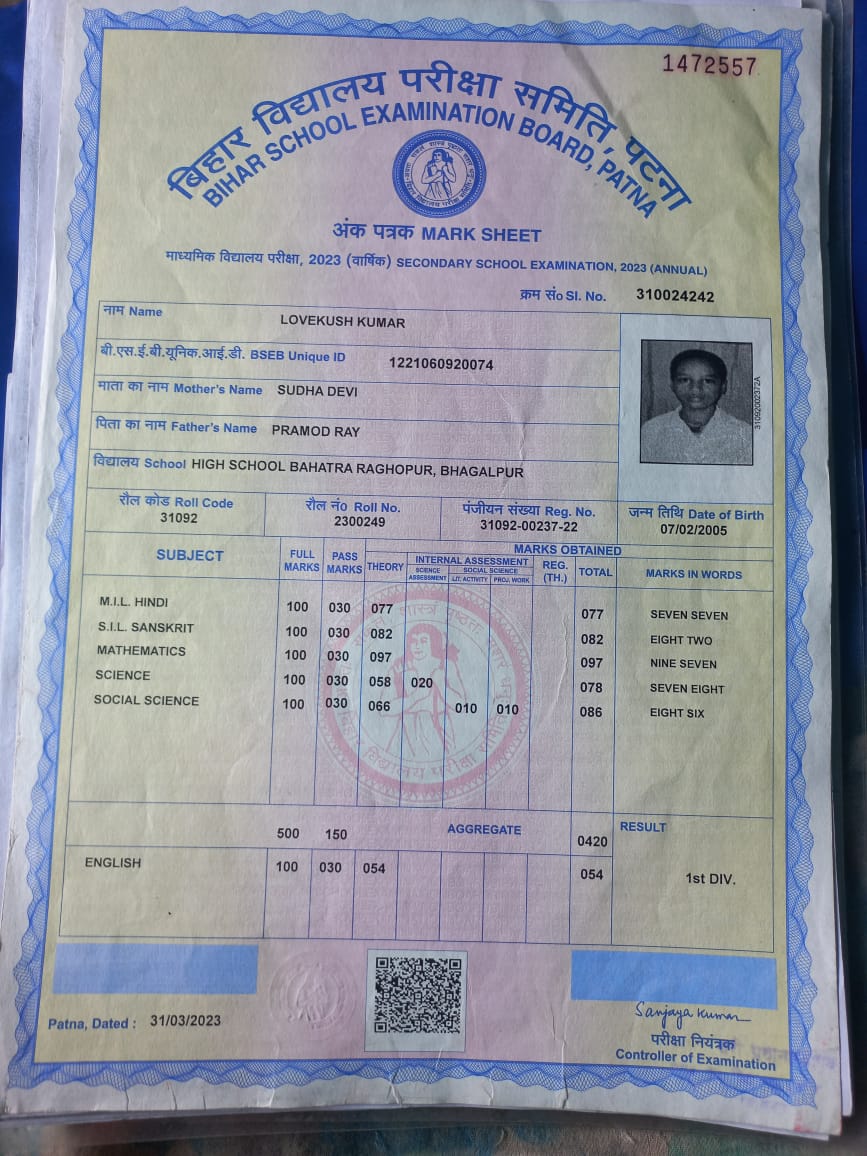 1472557
बिहार विद्यालय परीक्षा समिति, पटना
BIHAR SCHOOL EXAMINATION BOARD, PATNA
अंक पत्रक MARK SHEET
माध्यमिक विद्यालय परीक्षा, 2023 (वार्षिक) SECONDARY SCHOOL EXAMINATION, 2023 (ANNUAL)
क्रम सं० Sl. No. 310024242
नाम Name LOVEKUSH KUMAR
बी.एस.ई.बी.यूनिक.आई.डी. BSEB Unique ID 1221060920074
माता का नाम Mother's Name SUDHA DEVI
पिता का नाम Father's Name PRAMOD RAY
विद्यालय School HIGH SCHOOL BAHATRA RAGHOPUR, BHAGALPUR
31092002372A
रौल कोड Roll Code रौल नं० Roll No. पंजीयन संख्या Reg. No. जन्म तिथि Date of Birth
31092 2300249 31092-00237-22 07/02/2005
SUBJECT FULL MARKS PASS MARKS MARKS OBTAINED
THEORY INTERNAL ASSESSMENT REG. (TH.) TOTAL MARKS IN WORDS
SCIENCE ASSESSMENT SOCIAL SCIENCE
LIT. ACTIVITY PROJ. WORK
M.I.L. HINDI 100 030 077 077 SEVEN SEVEN
S.I.L. SANSKRIT 100 030 082 082 EIGHT TWO
MATHEMATICS 100 030 097 097 NINE SEVEN
SCIENCE 100 030 058 020 078 SEVEN EIGHT
SOCIAL SCIENCE 100 030 066 010 010 086 EIGHT SIX
500 150 AGGREGATE 0420 RESULT
ENGLISH 100 030 054 054 1st DIV.
Patna, Dated : 31/03/2023
Sanjaya Kumar
परीक्षा नियंत्रक
Controller of Examination